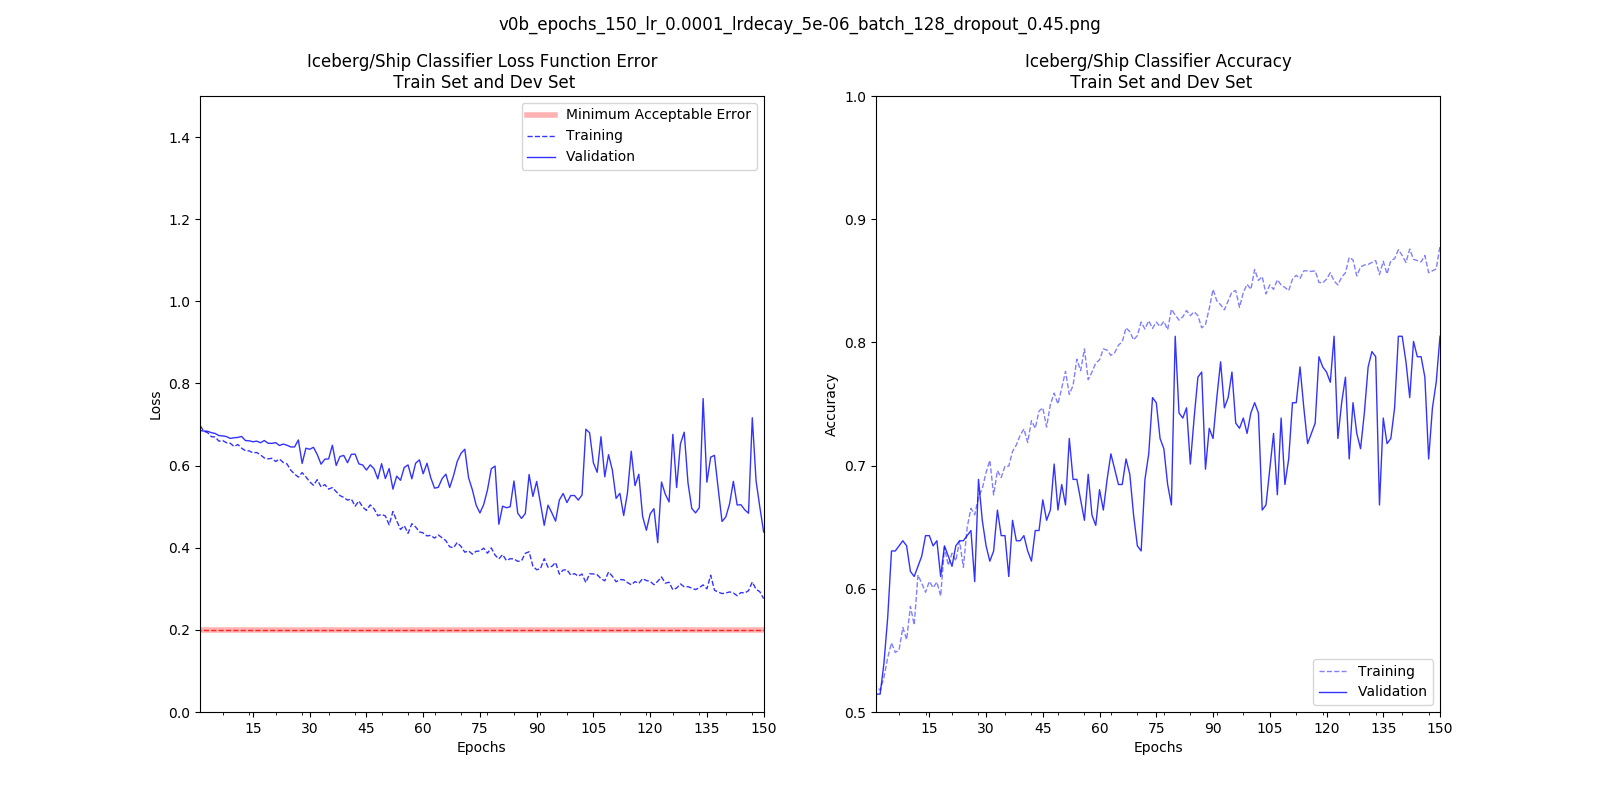 v0b_epochs_150_lr_0.0001_lrdecay_5e-06_batch_128_dropout_0.45.png
Iceberg/Ship Classifier Loss Function Error
Train Set and Dev Set
1.4
1.2
1.0
0.8
0.6
0.4
0.2
0.0
Loss
Minimum Acceptable Error
Training
Validation
15 30 45 60 75 90 105 120 135 150
Epochs
Iceberg/Ship Classifier Accuracy
Train Set and Dev Set
1.0
0.9
0.8
0.7
0.6
0.5
Accuracy
Training
Validation
15 30 45 60 75 90 105 120 135 150
Epochs